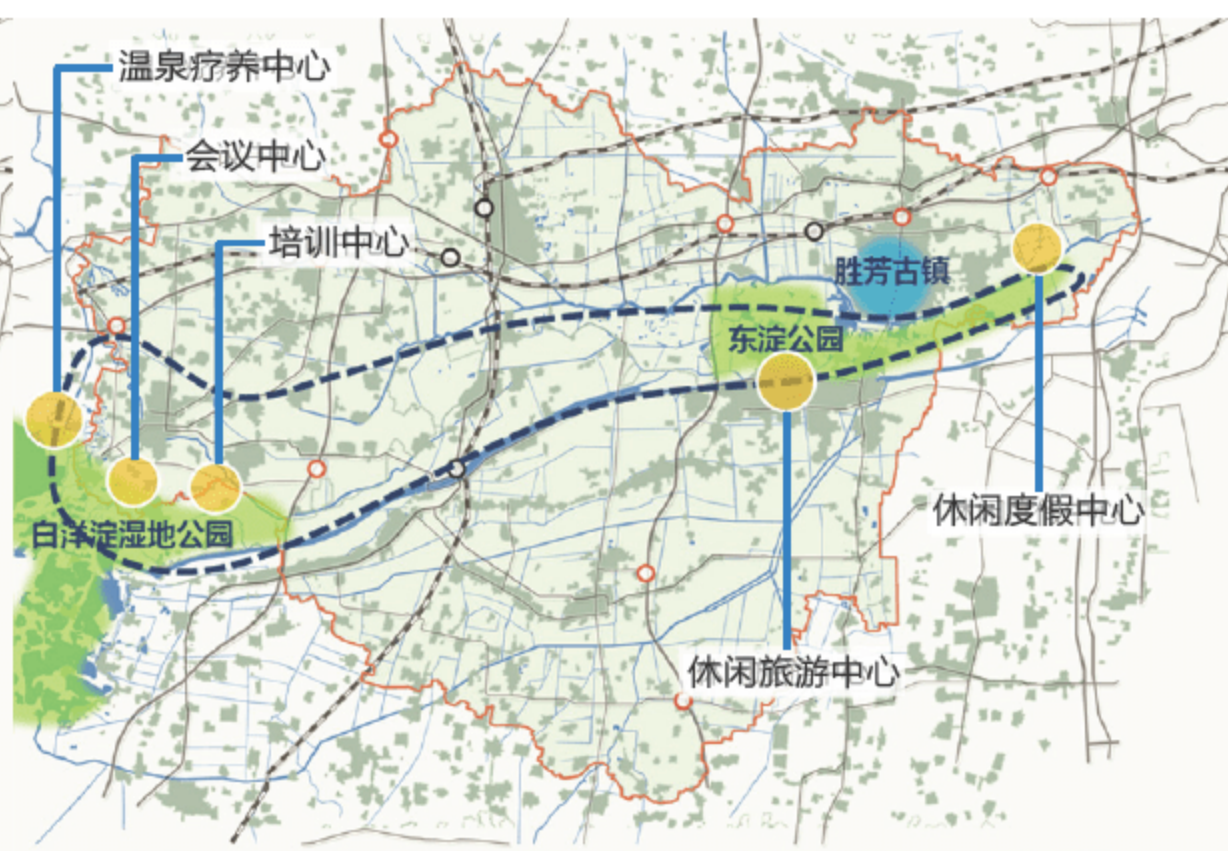 温泉疗养中心
会议中心
培训中心
胜芳古镇
东淀公园
休闲度假中心
白洋淀湿地公园
休闲旅游中心